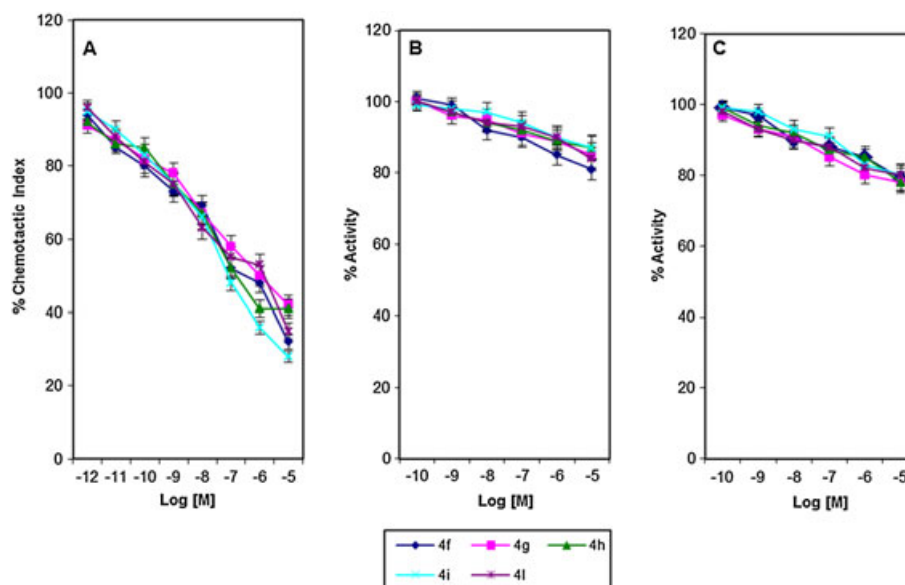 A
% Chemotactic Index
120
100
80
60
40
20
0
-12 -11 -10 -9 -8 -7 -6 -5
Log [M]
B
% Activity
120
100
80
60
40
20
0
-10 -9 -8 -7 -6 -5
Log [M]
C
% Activity
120
100
80
60
40
20
0
-10 -9 -8 -7 -6 -5
Log [M]
4f 4g 4h
4i 4l